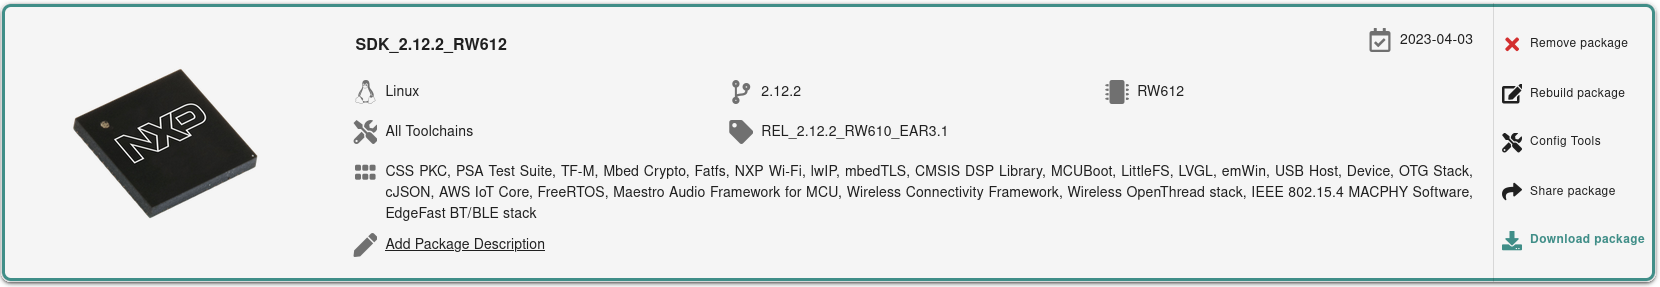 SDK_2.12.2_RW612
2023-04-03
Linux
2.12.2
RW612
All Toolchains
REL_2.12.2_RW610_EAR3.1
CSS PKC, PSA Test Suite, TF-M, Mbed Crypto, Fatfs, NXP Wi-Fi, lwIP, mbedTLS, CMSIS DSP Library, MCUBoot, LittleFS, LVGL, emWin, USB Host, Device, OTG Stack,
cJSON, AWS IoT Core, FreeRTOS, Maestro Audio Framework for MCU, Wireless Connectivity Framework, Wireless OpenThread stack, IEEE 802.15.4 MACPHY Software,
EdgeFast BT/BLE stack
Add Package Description
NXP
Remove package
Rebuild package
Config Tools
Share package
Download package